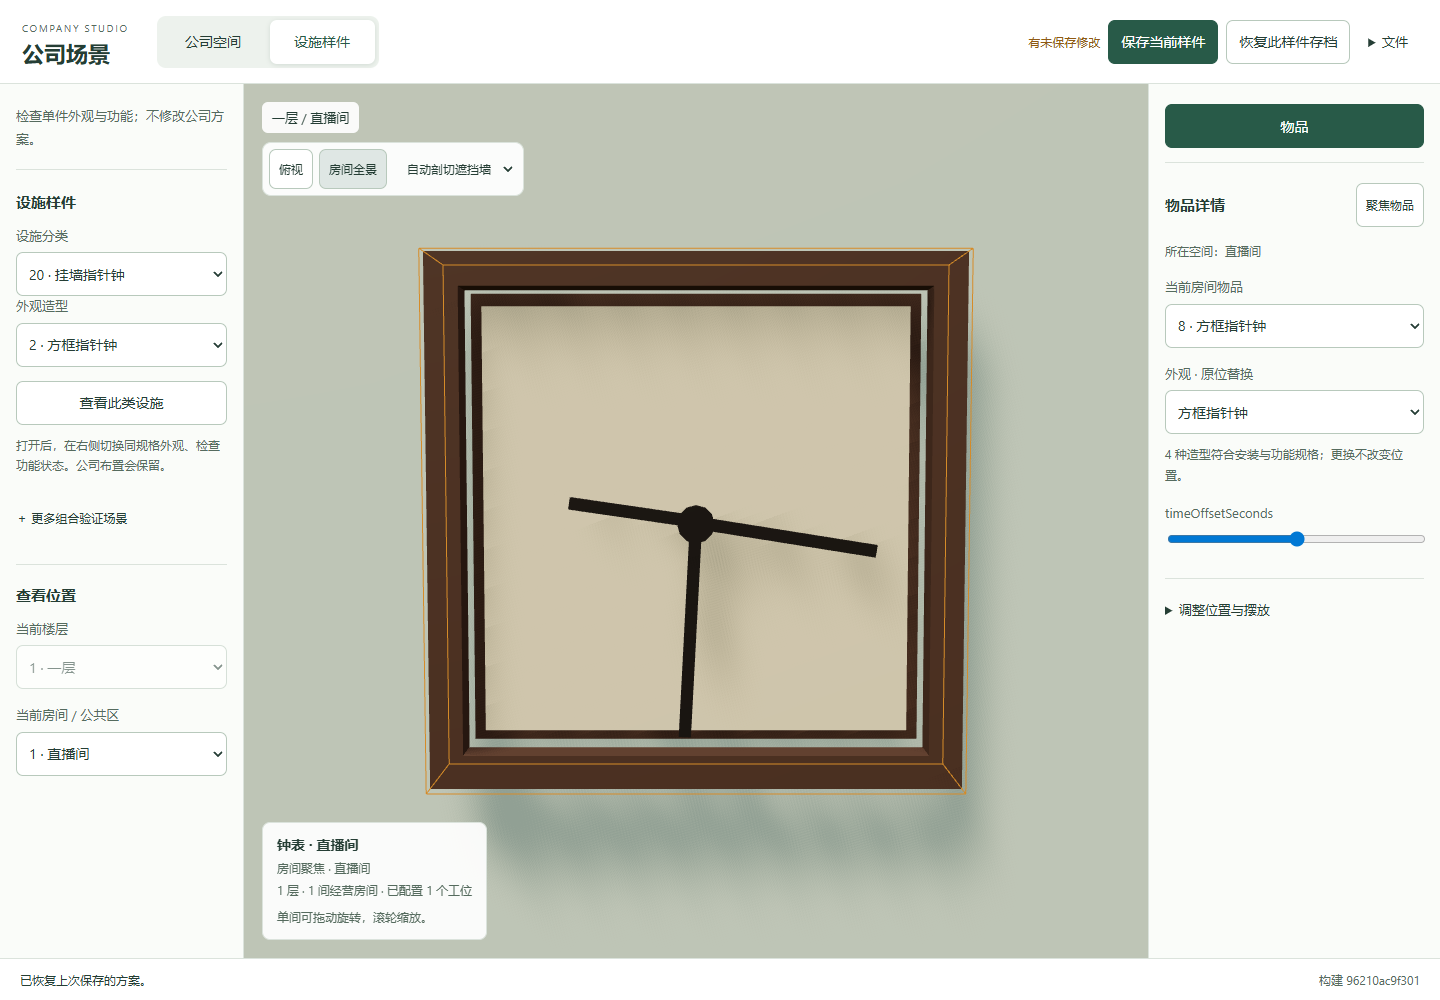 COMPANY STUDIO
公司场景
公司空间
设施样件
有未保存修改
保存当前样件
恢复此样件存档
文件
检查单件外观与功能；不修改公司方
案。
设施样件
设施分类
20 · 挂墙指针钟
外观造型
2 · 方框指针钟
查看此类设施
打开后，在右侧切换同规格外观、检查
功能状态。公司布置会保留。
+ 更多组合验证场景
查看位置
当前楼层
1 · 一层
当前房间 / 公共区
1 · 直播间
一层 / 直播间
俯视
房间全景
自动剖切遮挡墙
钟表 · 直播间
房间聚焦 · 直播间
1 层 · 1 间经营房间 · 已配置 1 个工位
单间可拖动旋转，滚轮缩放。
物品
物品详情
聚焦物品
所在空间：直播间
当前房间物品
8 · 方框指针钟
外观 · 原位替换
方框指针钟
4 种造型符合安装与功能规格；更换不改变位
置。
timeOffsetSeconds
调整位置与摆放
已恢复上次保存的方案。
构建 96210ac9f301